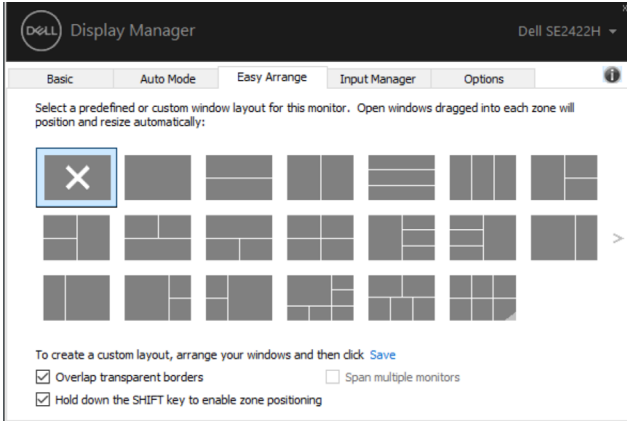 DELL Display Manager
Dell SE2422H
Basic Auto Mode Easy Arrange Input Manager Options
Select a predefined or custom window layout for this monitor. Open windows dragged into each zone will
position and resize automatically:
To create a custom layout, arrange your windows and then click Save
Overlap transparent borders
Span multiple monitors
Hold down the SHIFT key to enable zone positioning